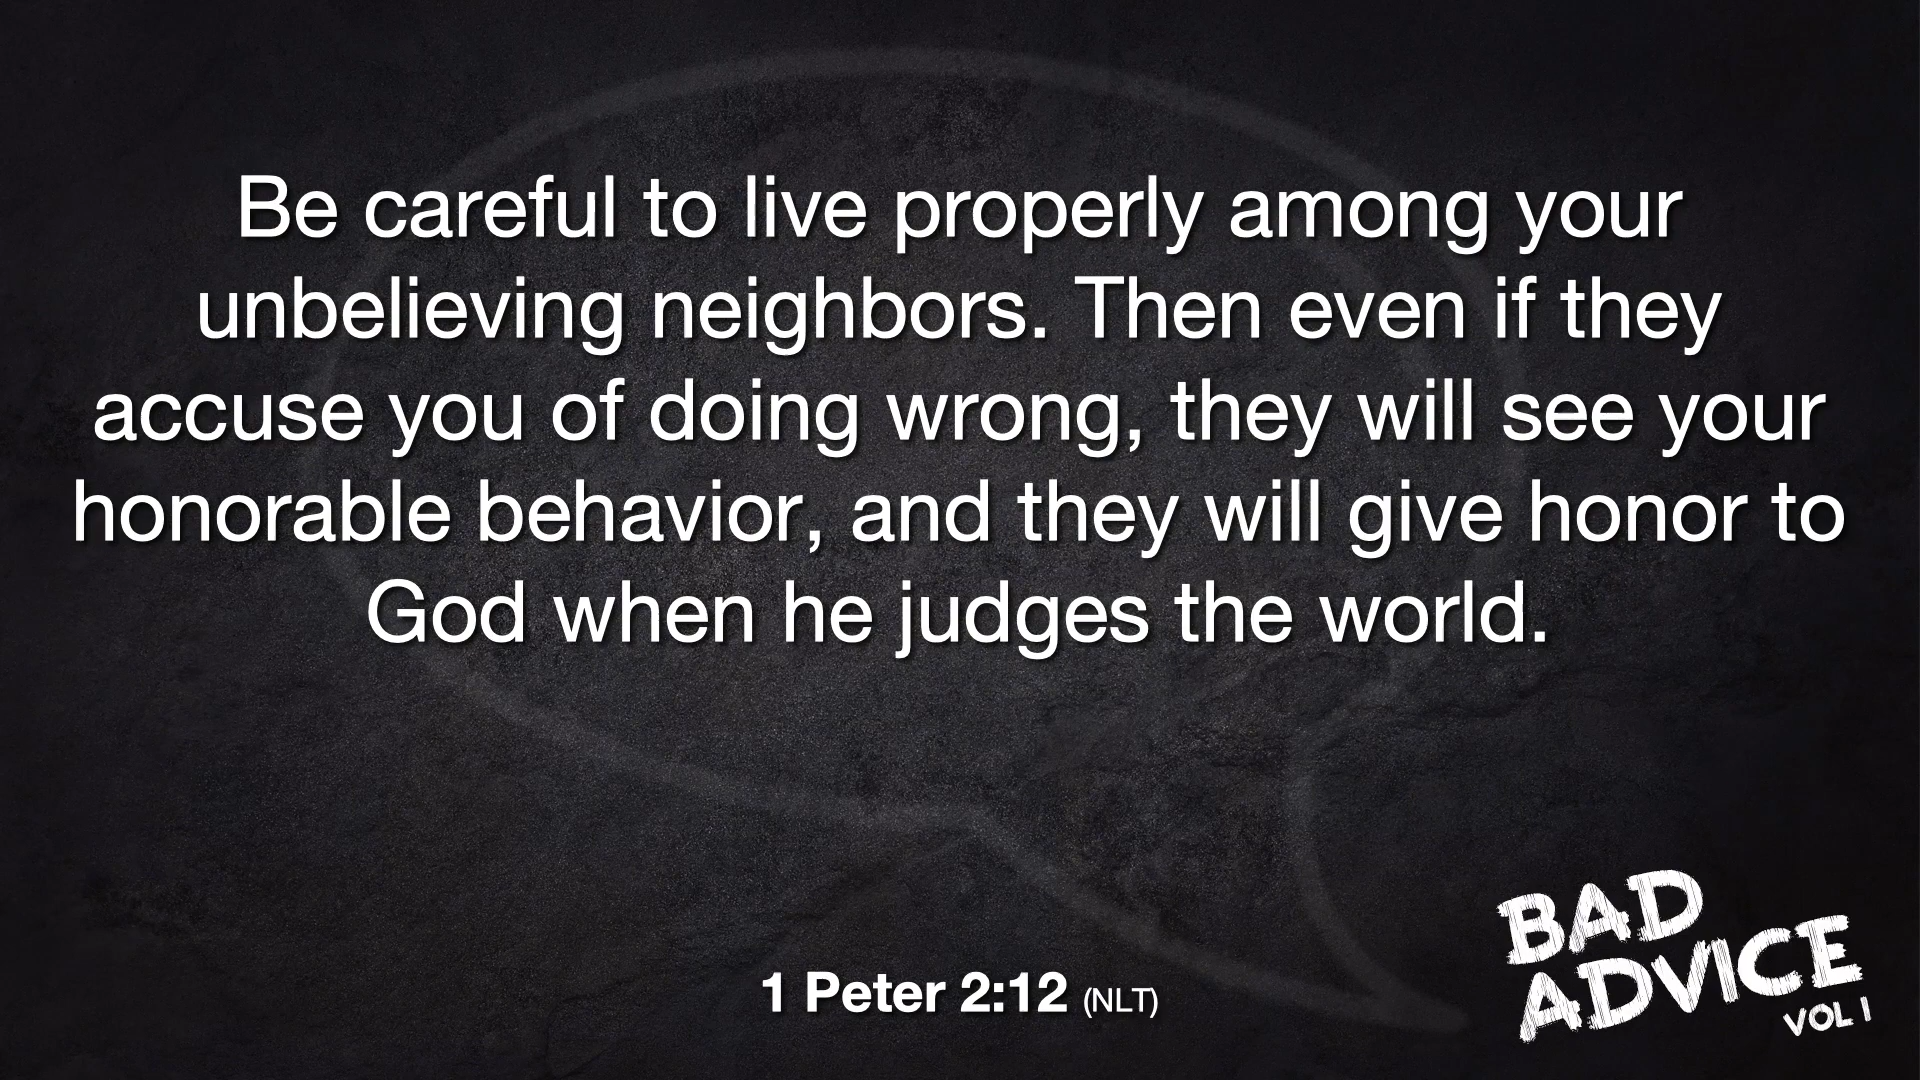 Be careful to live properly among your
unbelieving neighbors. Then even if they
accuse you of doing wrong, they will see your
honorable behavior, and they will give honor to
God when he judges the world.
1 Peter 2:12 (NLT)
BAD
ADVICE
VOL 1